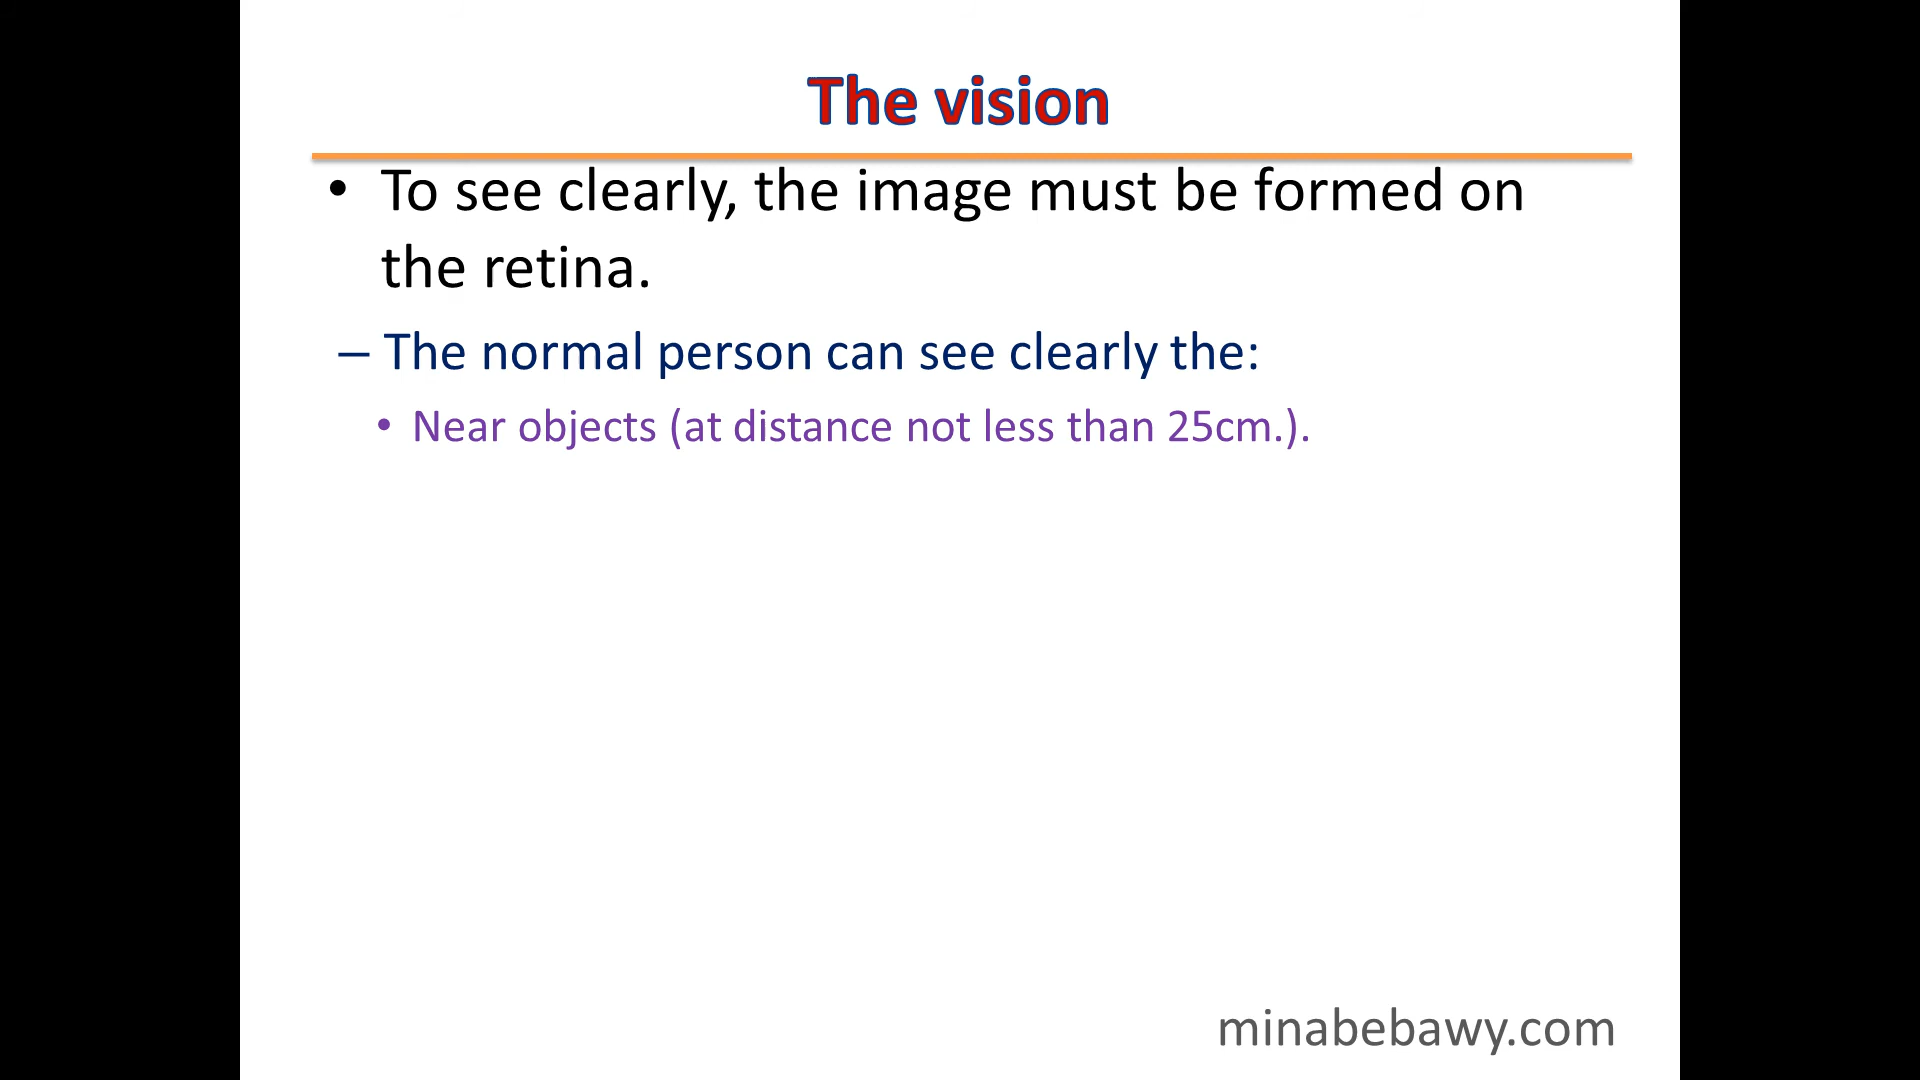 The vision
• To see clearly, the image must be formed on
the retina.
– The normal person can see clearly the:
• Near objects (at distance not less than 25cm.).
minabebawy.com